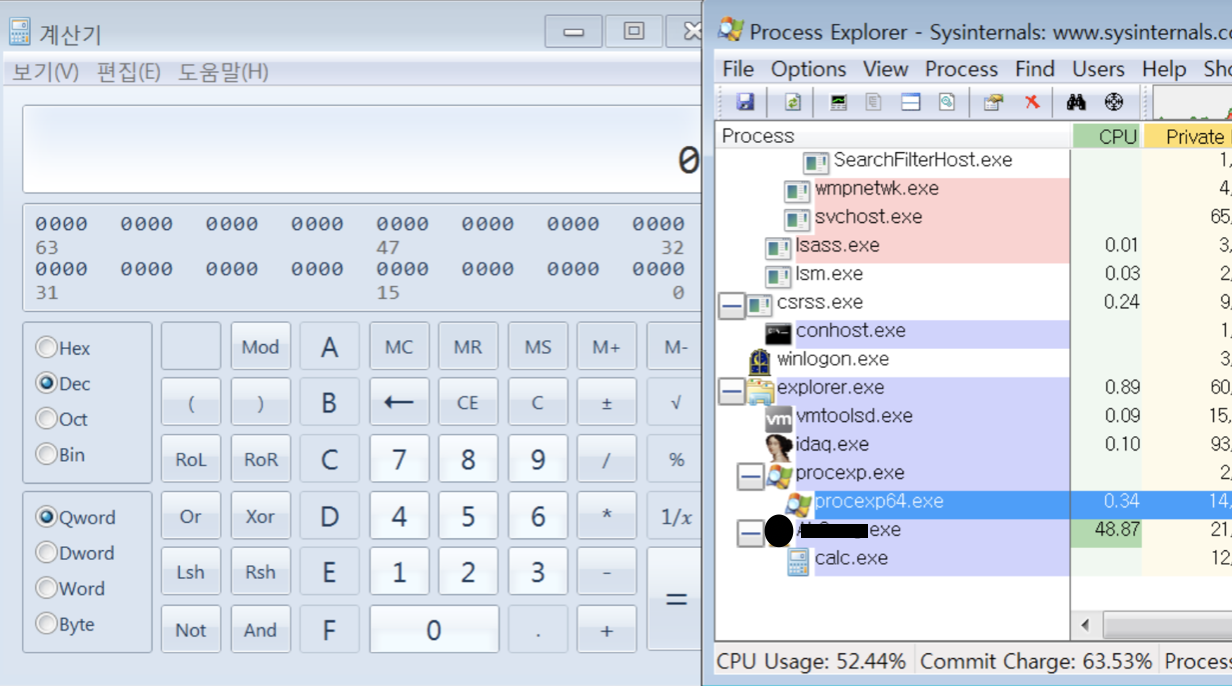 계산기
보기(V) 편집(E) 도움말(H)
0
0000 0000 0000 0000 0000 0000 0000 0000
63 47 32
0000 0000 0000 0000 0000 0000 0000 0000
31 15 0
Hex
Dec
Oct
Bin
Qword
Dword
Word
Byte
Mod A MC MR MS M+ M-
( ) B ← CE C ± √
RoL RoR C 7 8 9 / %
Or Xor D 4 5 6 * 1/x
Lsh Rsh E 1 2 3 - =
Not And F 0 . +
Process Explorer - Sysinternals: www.sysinternals.co
File Options View Process Find Users Help Sho
Process CPU Private
SearchFilterHost.exe 1,
wmpnetwk.exe 4,
svchost.exe 65,
lsass.exe 0.01 3,
lsm.exe 0.03 2,
csrss.exe 0.24 9,
conhost.exe 1,
winlogon.exe 3,
explorer.exe 0.89 60,
vm vmtoolsd.exe 0.09 15,
idaq.exe 0.10 93,
procexp.exe 2,
procexp64.exe 0.34 14,
exe 48.87 21,
calc.exe 12,
CPU Usage: 52.44% Commit Charge: 63.53% Process